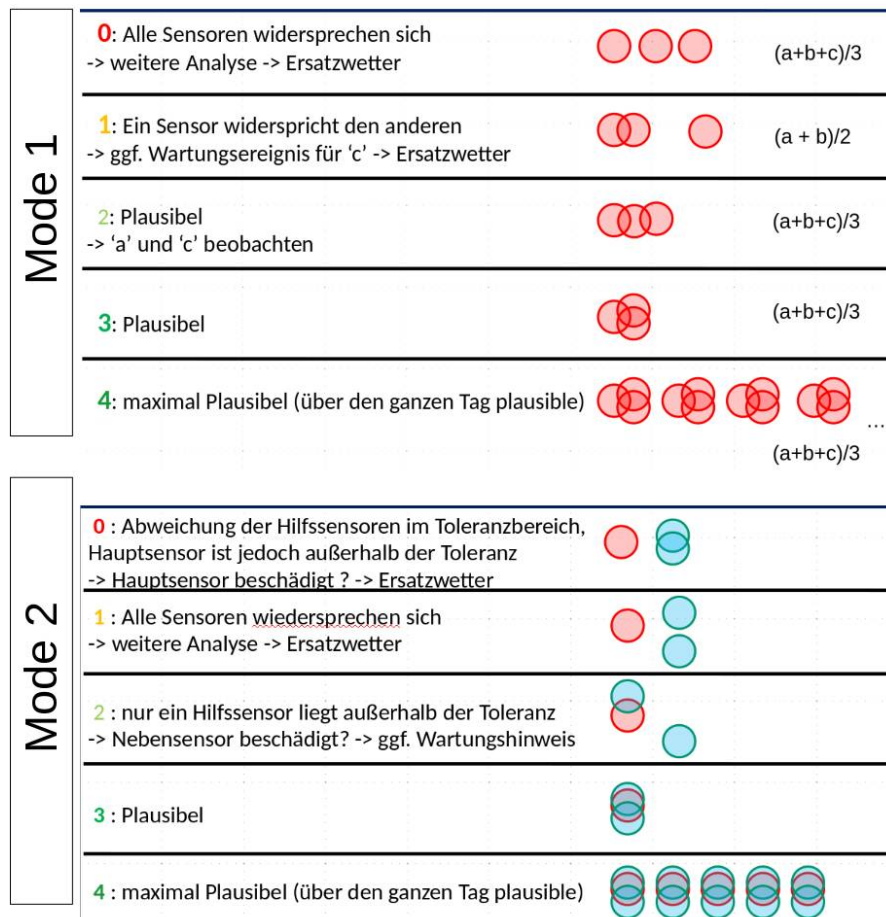 Mode 1
0: Alle Sensoren widersprechen sich
-> weitere Analyse -> Ersatzwetter
(a+b+c)/3
1: Ein Sensor widerspricht den anderen
-> ggf. Wartungsereignis für ‘c’ -> Ersatzwetter
(a + b)/2
2: Plausibel
-> ‘a’ und ‘c’ beobachten
(a+b+c)/3
3: Plausibel
(a+b+c)/3
4: maximal Plausibel (über den ganzen Tag plausible)
...
(a+b+c)/3
Mode 2
0 : Abweichung der Hilfssensoren im Toleranzbereich,
Hauptsensor ist jedoch außerhalb der Toleranz
-> Hauptsensor beschädigt ? -> Ersatzwetter
1 : Alle Sensoren wiedersprechen sich
-> weitere Analyse -> Ersatzwetter
2 : nur ein Hilfssensor liegt außerhalb der Toleranz
-> Nebensensor beschädigt? -> ggf. Wartungshinweis
3 : Plausibel
4 : maximal Plausibel (über den ganzen Tag plausible)